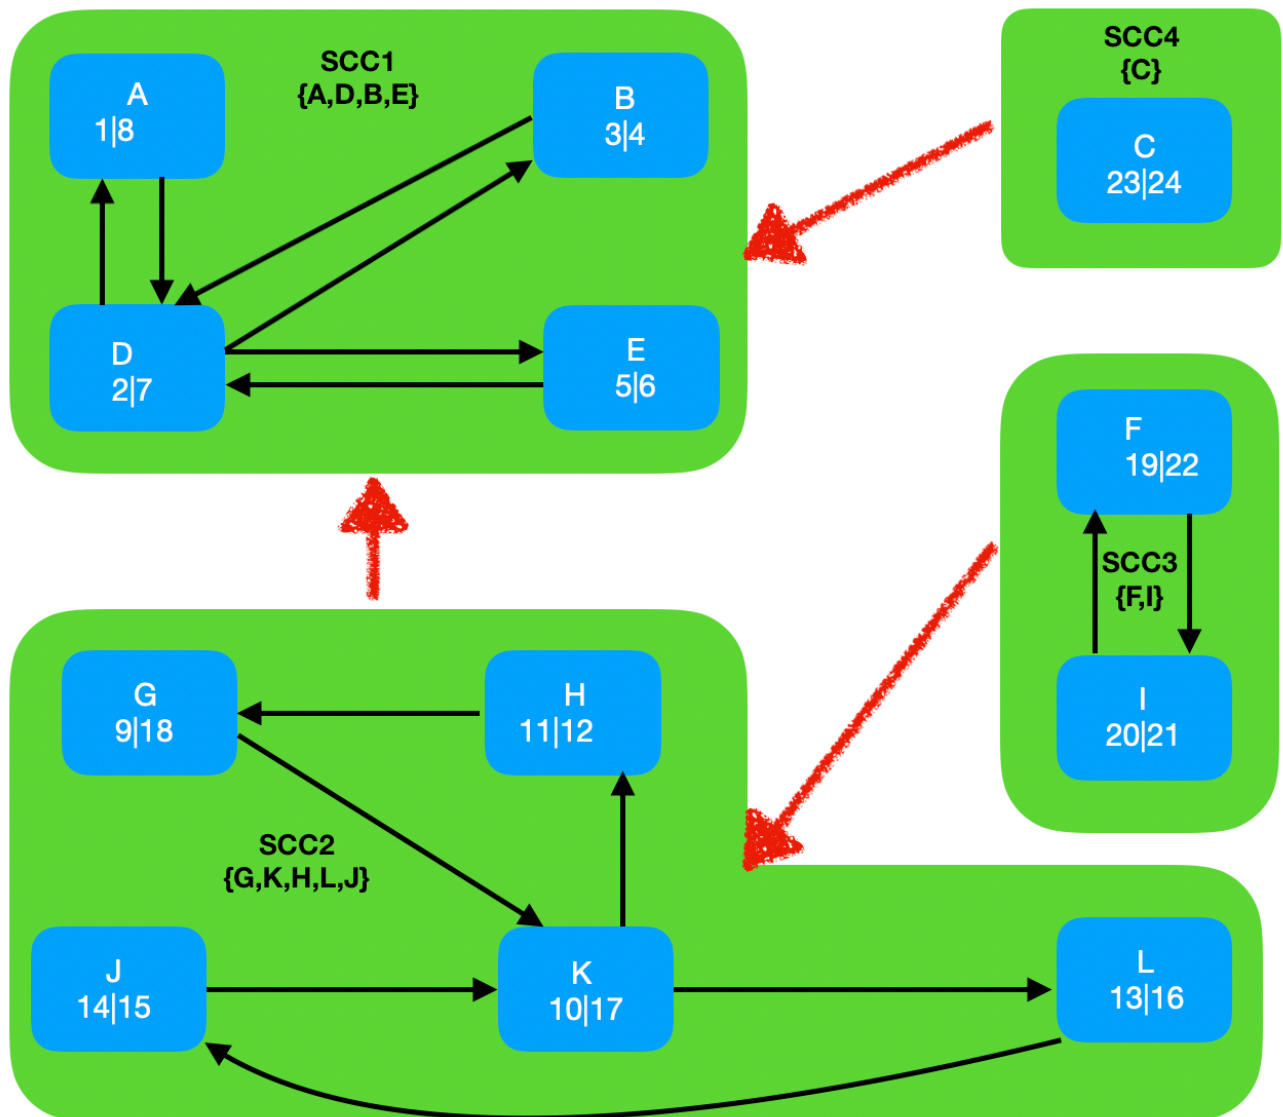 SCC1
{A,D,B,E}
A
1|8
B
3|4
D
2|7
E
5|6
SCC4
{C}
C
23|24
F
19|22
SCC3
{F,I}
I
20|21
G
9|18
H
11|12
SCC2
{G,K,H,L,J}
J
14|15
K
10|17
L
13|16